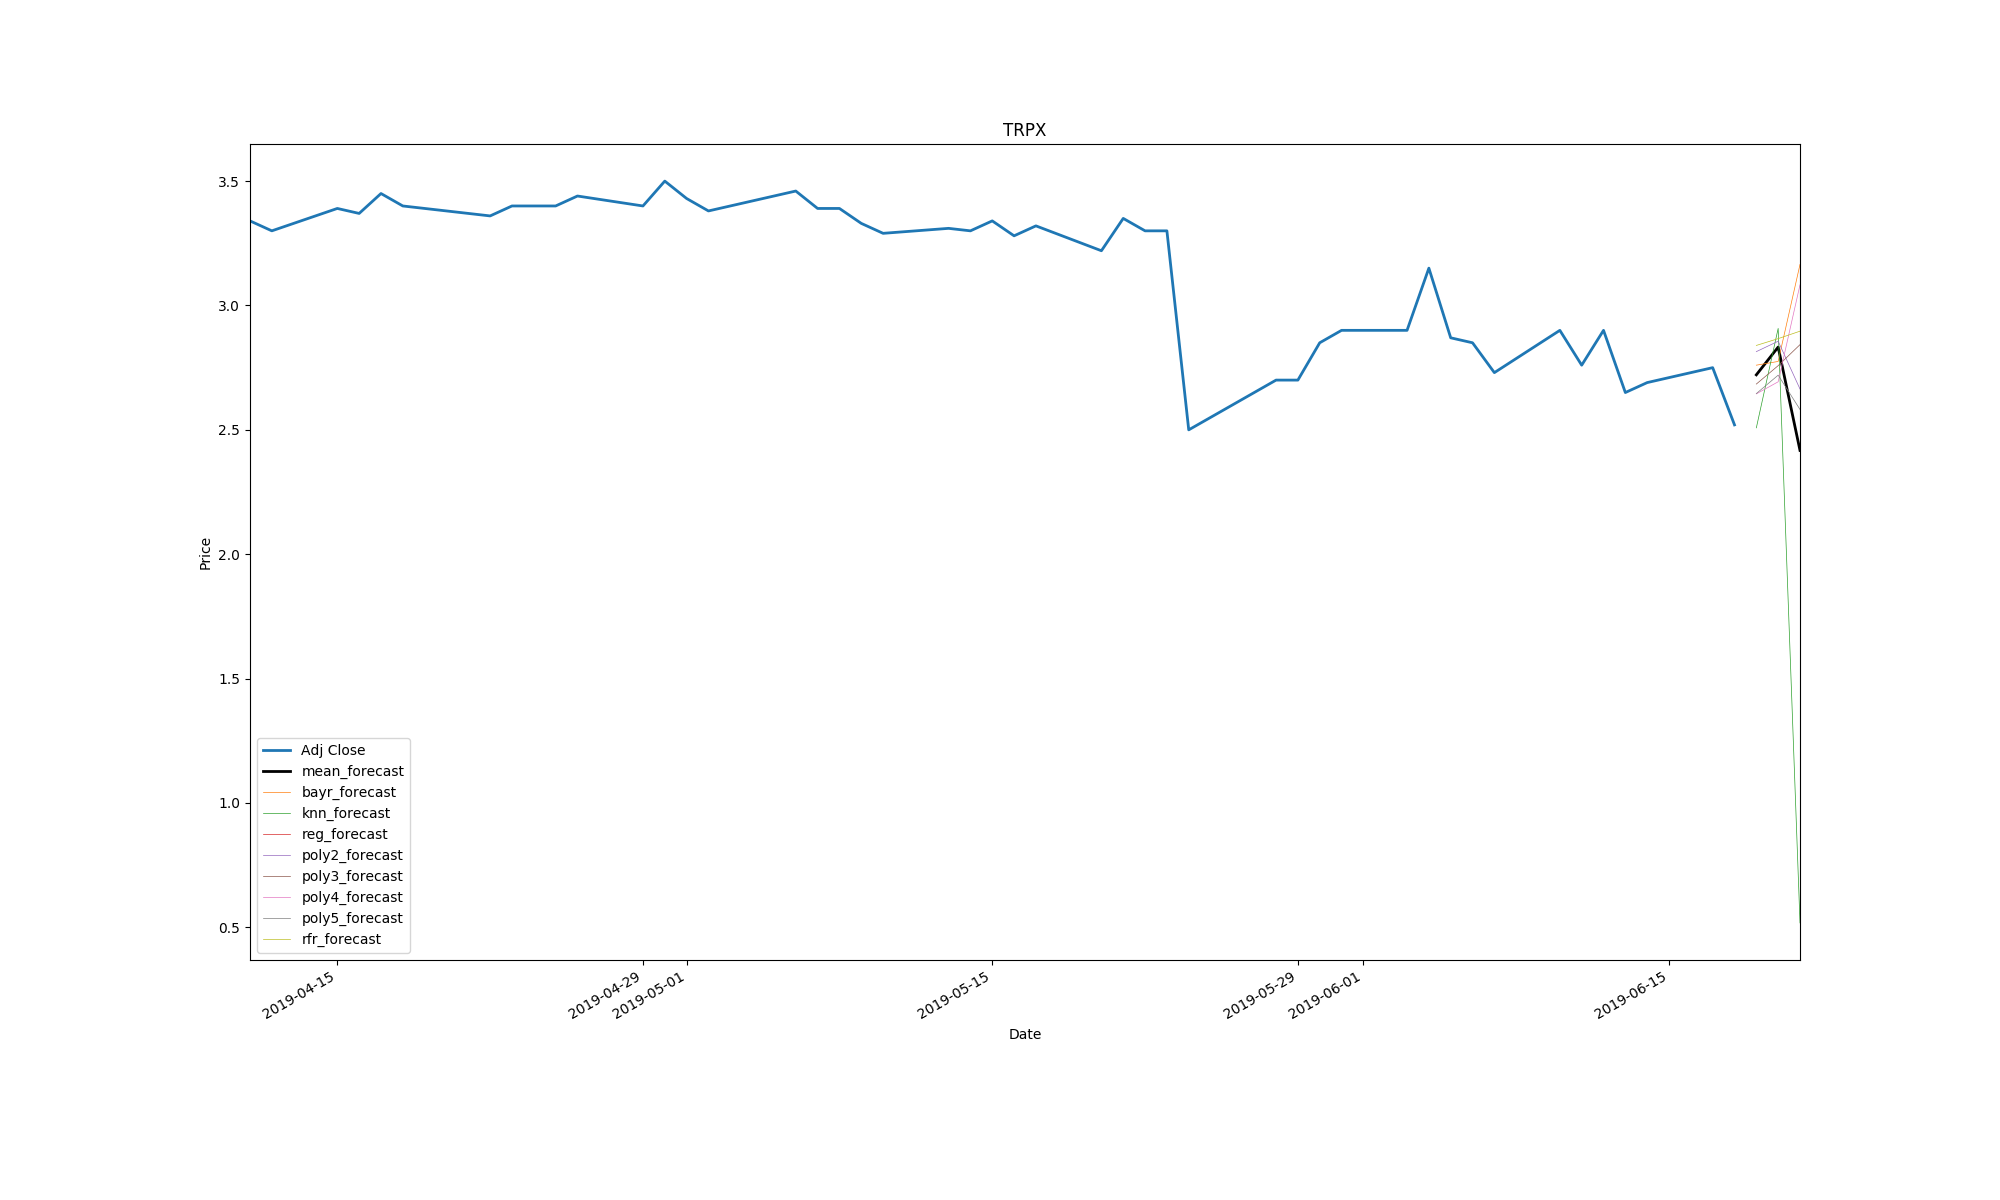 TRPX
3.5
3.0
2.5
2.0
1.5
1.0
0.5
Price
Adj Close
mean_forecast
bayr_forecast
knn_forecast
reg_forecast
poly2_forecast
poly3_forecast
poly4_forecast
poly5_forecast
rfr_forecast
2019-04-15
2019-04-29
2019-05-01
2019-05-15
2019-05-29
2019-06-01
2019-06-15
Date